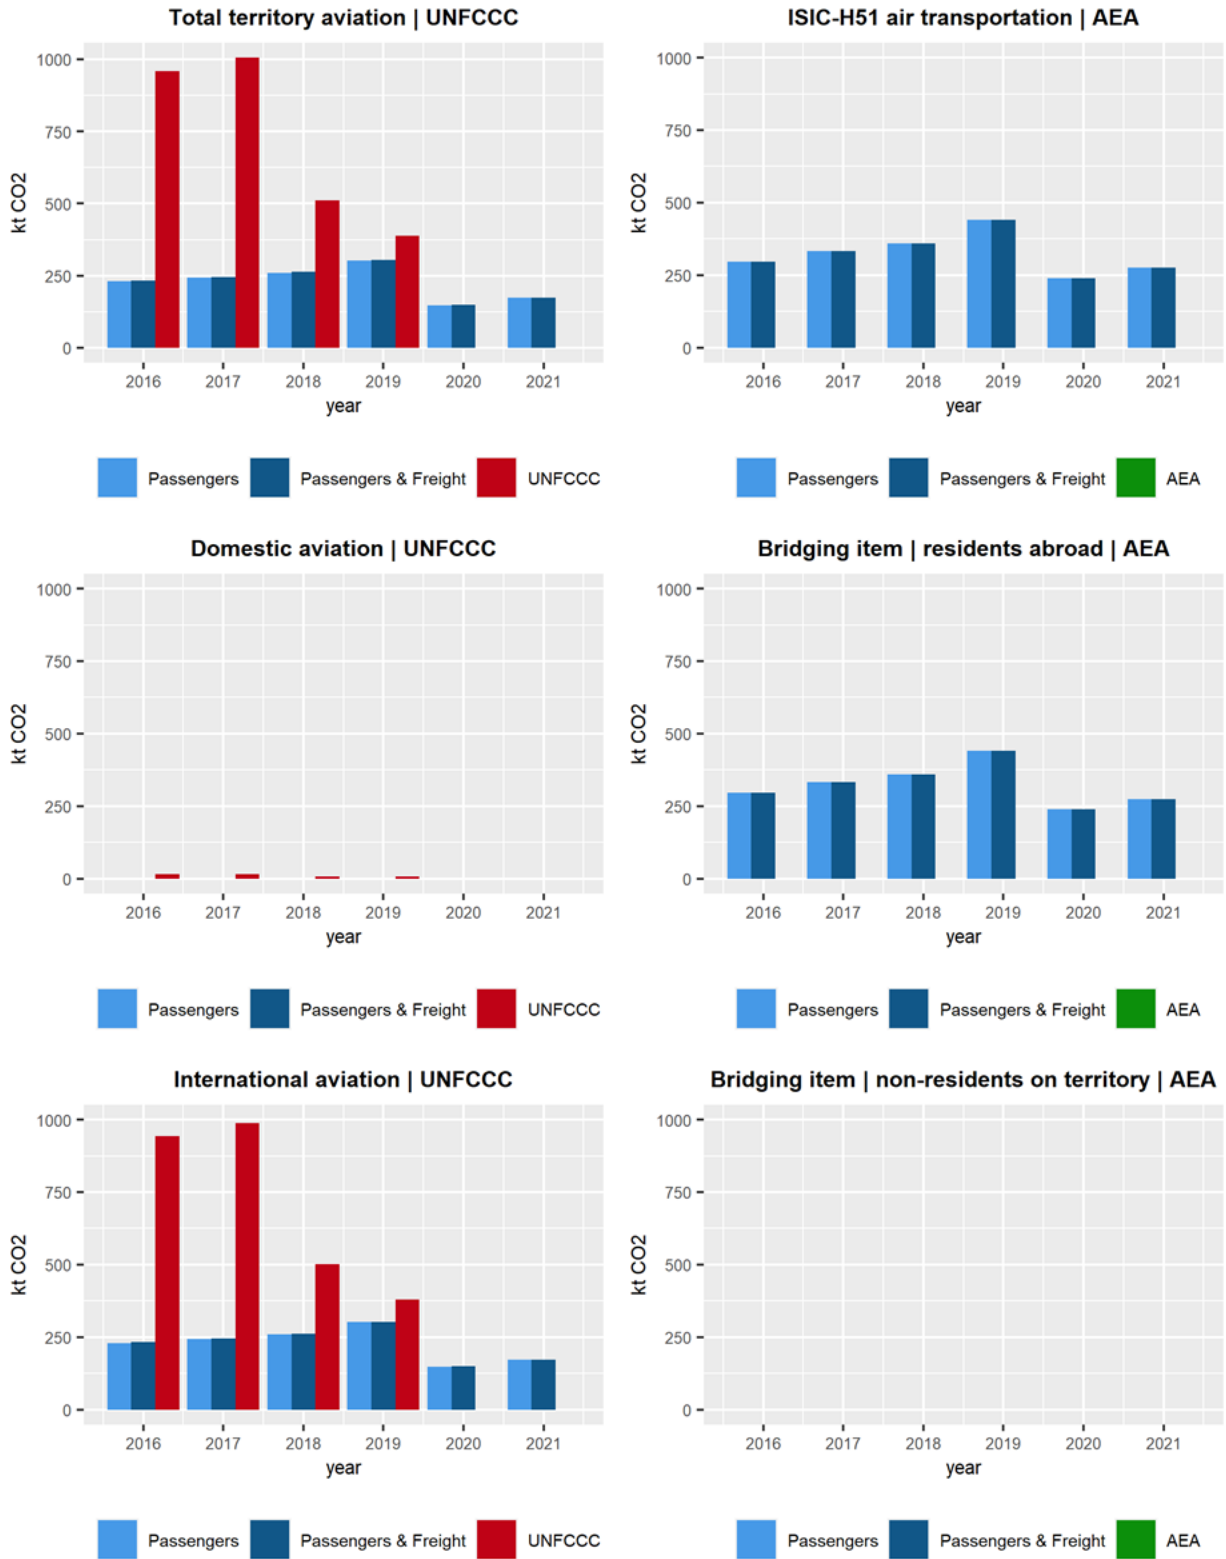 Total territory aviation | UNFCCC
kt CO2
1000
750
500
250
0
2016 2017 2018 2019 2020 2021
year
Passengers Passengers & Freight UNFCCC
ISIC-H51 air transportation | AEA
kt CO2
1000
750
500
250
0
2016 2017 2018 2019 2020 2021
year
Passengers Passengers & Freight AEA
Domestic aviation | UNFCCC
kt CO2
1000
750
500
250
0
2016 2017 2018 2019 2020 2021
year
Passengers Passengers & Freight UNFCCC
Bridging item | residents abroad | AEA
kt CO2
1000
750
500
250
0
2016 2017 2018 2019 2020 2021
year
Passengers Passengers & Freight AEA
International aviation | UNFCCC
kt CO2
1000
750
500
250
0
2016 2017 2018 2019 2020 2021
year
Passengers Passengers & Freight UNFCCC
Bridging item | non-residents on territory | AEA
kt CO2
1000
750
500
250
0
2016 2017 2018 2019 2020 2021
year
Passengers Passengers & Freight AEA